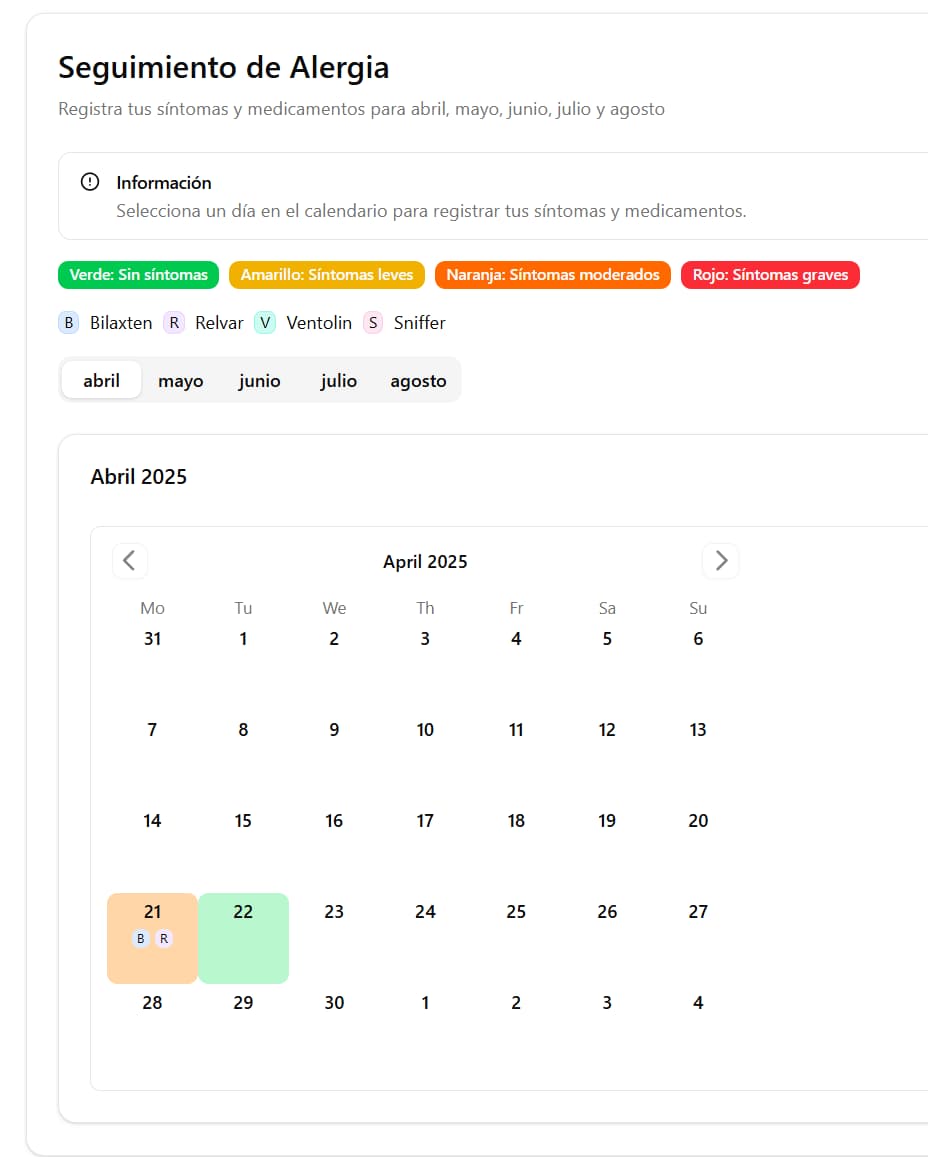 Seguimiento de Alergia
Registra tus síntomas y medicamentos para abril, mayo, junio, julio y agosto
Información
Selecciona un día en el calendario para registrar tus síntomas y medicamentos.
Verde: Sin síntomas Amarillo: Síntomas leves Naranja: Síntomas moderados Rojo: Síntomas graves
B Bilaxten R Relvar V Ventolin S Sniffer
abril mayo junio julio agosto
Abril 2025
April 2025
Mo Tu We Th Fr Sa Su
31 1 2 3 4 5 6
7 8 9 10 11 12 13
14 15 16 17 18 19 20
21 22 23 24 25 26 27
B R
28 29 30 1 2 3 4